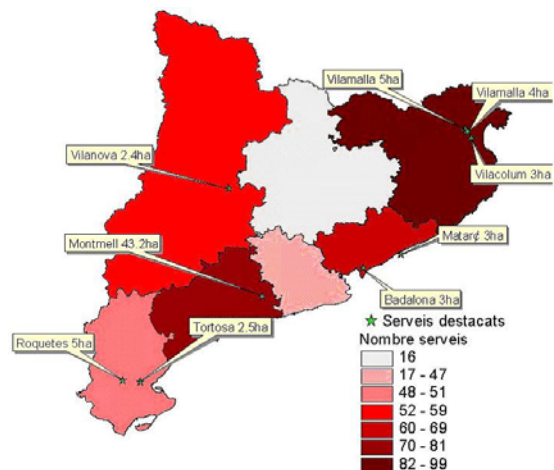 Vilamalla 5ha
Vilamalla 4ha
Vilanova 2.4ha
Vilacolum 3ha
Montmell 43.2ha
Matar¢ 3ha
Badalona 3ha
Roquetes 5ha
Tortosa 2.5ha
Serveis destacats
Nombre serveis
16
17 - 47
48 - 51
52 - 59
60 - 69
70 - 81
82 - 99